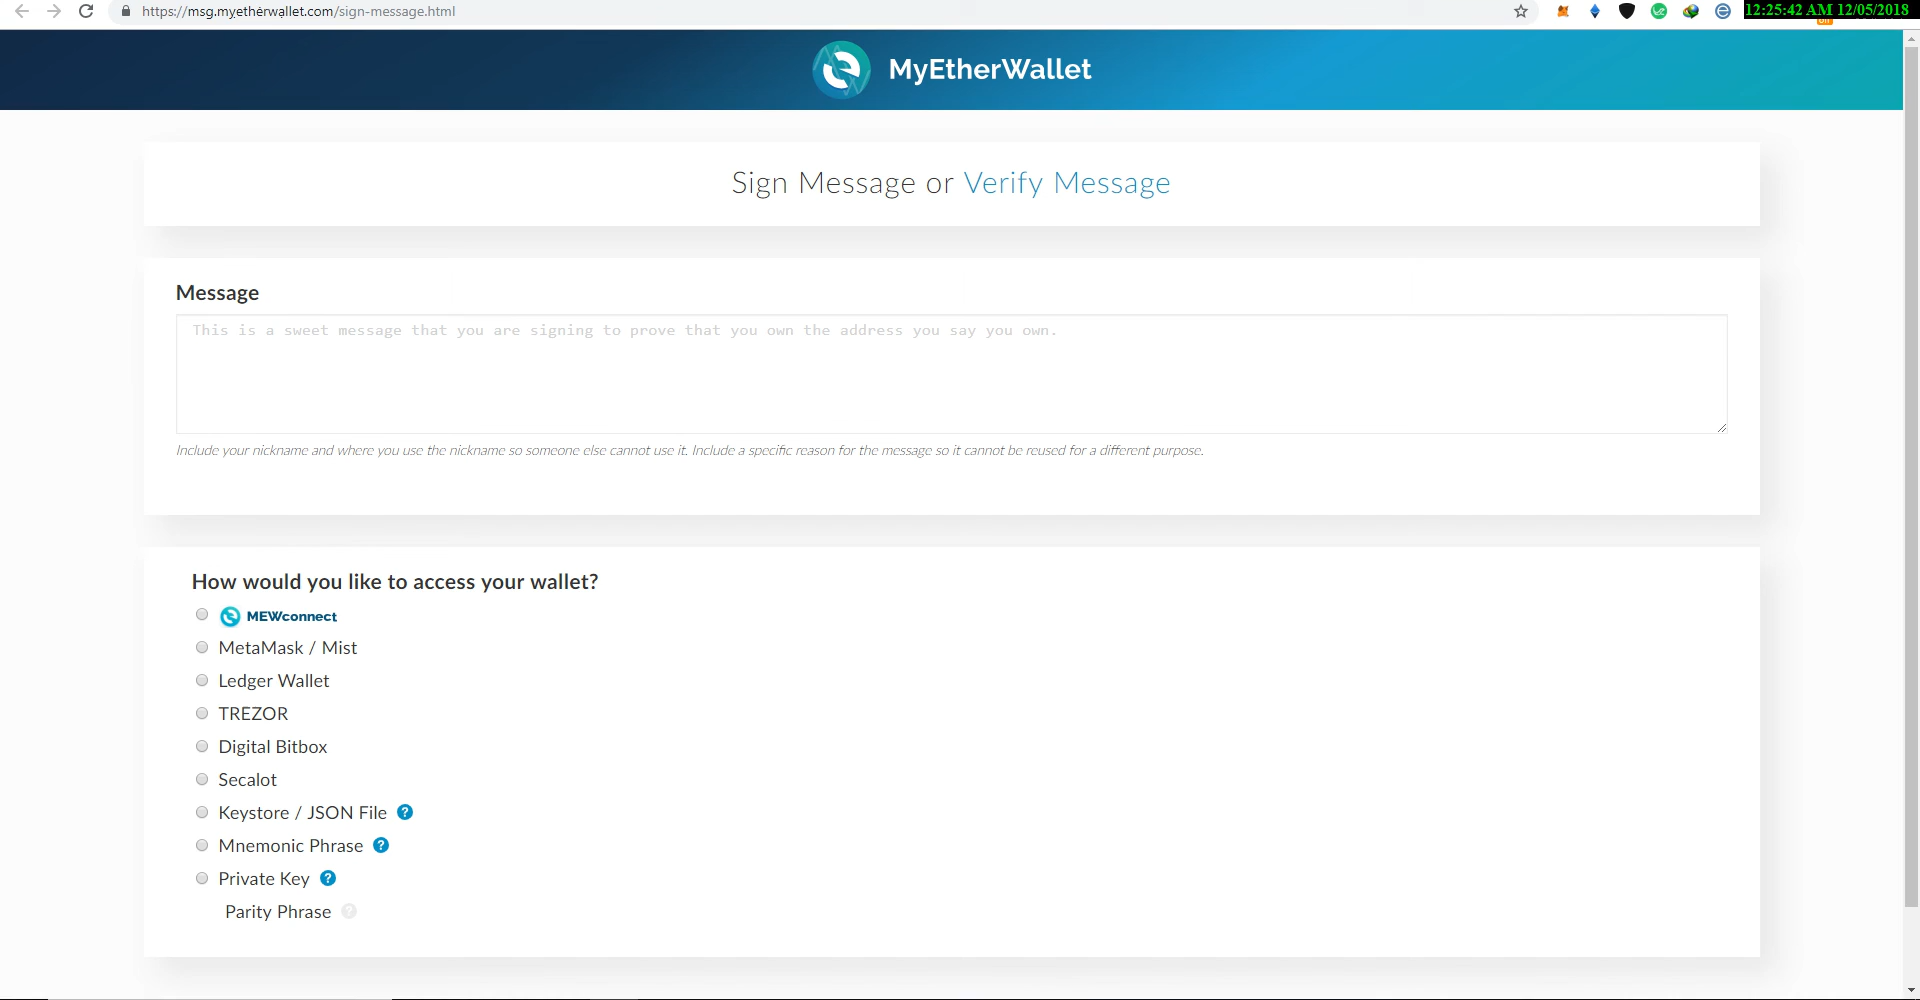 https://msg.myetherwallet.com/sign-message.html
12:25:42 AM 12/05/2018
MyEtherWallet
Sign Message or Verify Message
Message
This is a sweet message that you are signing to prove that you own the address you say you own.
Include your nickname and where you use the nickname so someone else cannot use it. Include a specific reason for the message so it cannot be reused for a different purpose.
How would you like to access your wallet?
MEWconnect
MetaMask / Mist
Ledger Wallet
TREZOR
Digital Bitbox
Secalot
Keystore / JSON File ?
Mnemonic Phrase ?
Private Key ?
Parity Phrase ?